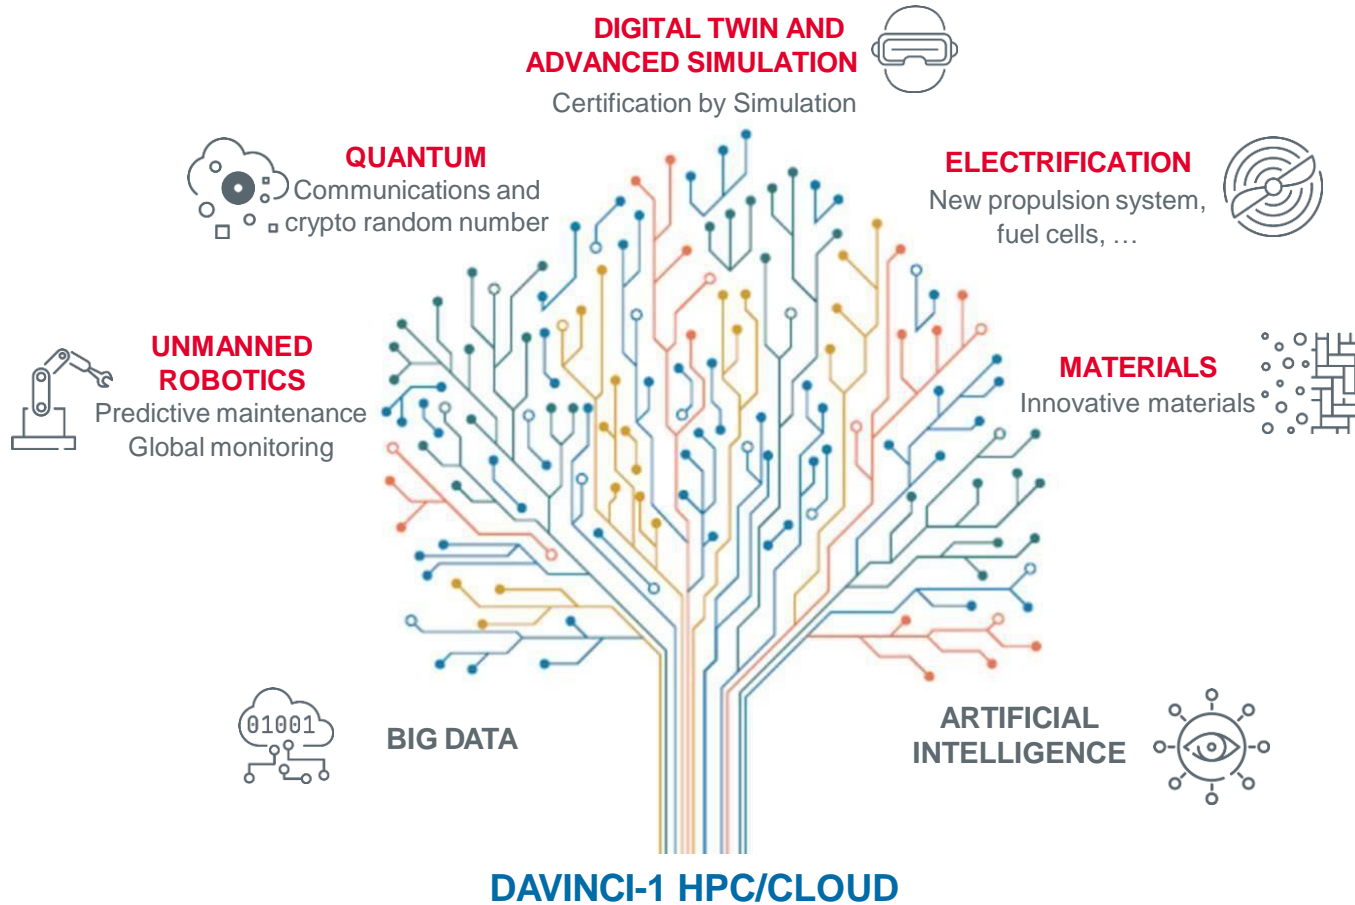 DIGITAL TWIN AND
ADVANCED SIMULATION
Certification by Simulation
QUANTUM
Communications and
crypto random number
ELECTRIFICATION
New propulsion system,
fuel cells, …
UNMANNED
ROBOTICS
Predictive maintenance
Global monitoring
MATERIALS
Innovative materials
01001
BIG DATA
ARTIFICIAL
INTELLIGENCE
DAVINCI-1 HPC/CLOUD